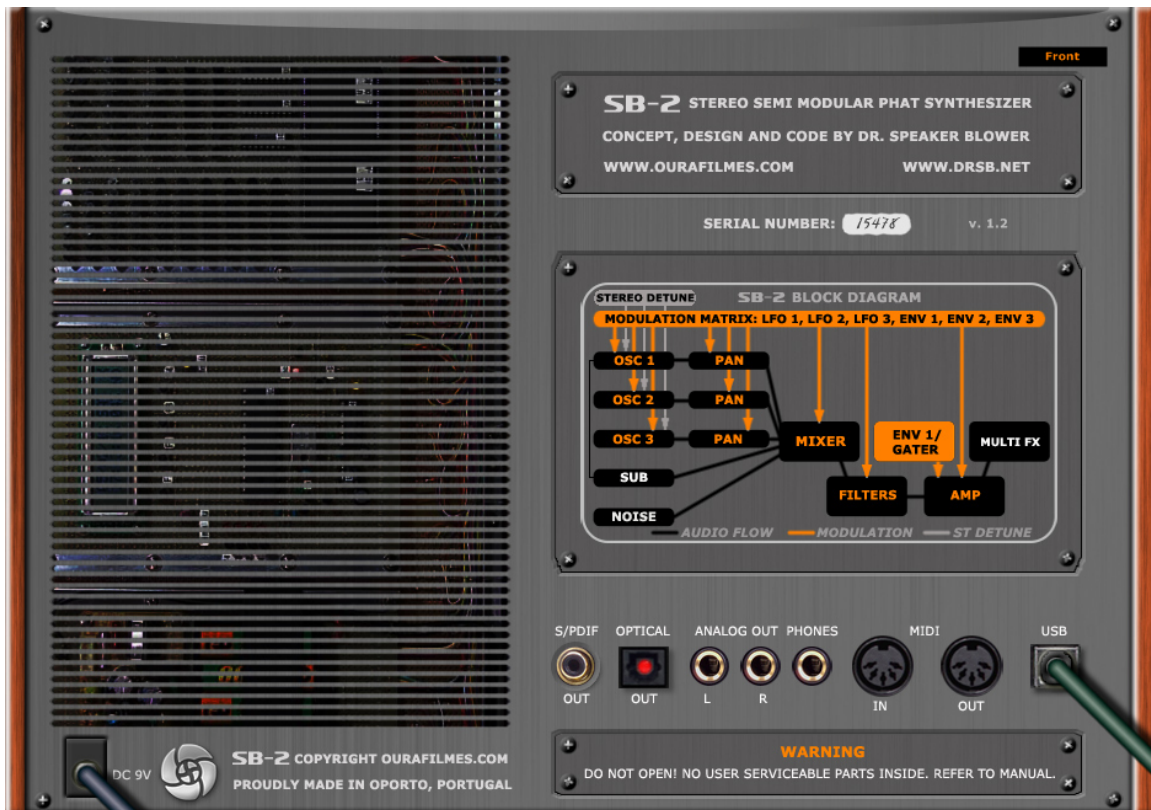 Front
SB-2 STEREO SEMI MODULAR PHAT SYNTHESIZER
CONCEPT, DESIGN AND CODE BY DR. SPEAKER BLOWER
WWW.OURAFILMES.COM WWW.DRSB.NET
SERIAL NUMBER: 15478 v. 1.2
STEREO DETUNE SB-2 BLOCK DIAGRAM
MODULATION MATRIX: LFO 1, LFO 2, LFO 3, ENV 1, ENV 2, ENV 3
OSC 1 PAN
OSC 2 PAN
OSC 3 PAN MIXER
ENV 1/
GATER
MULTI FX
SUB
FILTERS AMP
NOISE
AUDIO FLOW MODULATION ST DETUNE
S/PDIF OPTICAL ANALOG OUT PHONES MIDI USB
OUT OUT L R IN OUT
WARNING
DO NOT OPEN! NO USER SERVICEABLE PARTS INSIDE. REFER TO MANUAL.
DC 9V
SB-2 COPYRIGHT OURAFILMES.COM
PROUDLY MADE IN OPORTO, PORTUGAL